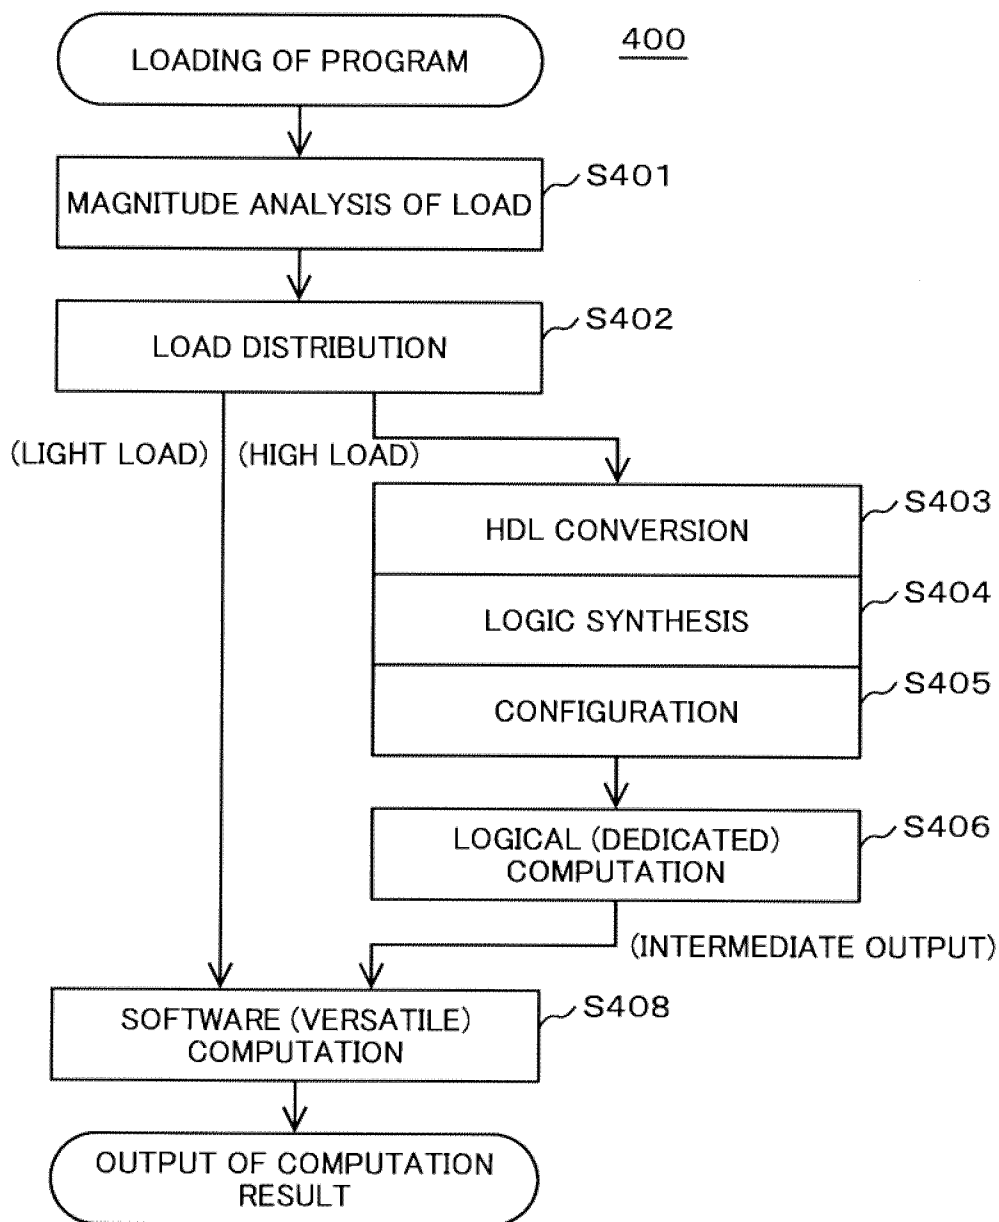 LOADING OF PROGRAM
400
S401
MAGNITUDE ANALYSIS OF LOAD
S402
LOAD DISTRIBUTION
(LIGHT LOAD)
(HIGH LOAD)
S403
HDL CONVERSION
S404
LOGIC SYNTHESIS
S405
CONFIGURATION
S406
LOGICAL (DEDICATED)
COMPUTATION
(INTERMEDIATE OUTPUT)
S408
SOFTWARE (VERSATILE)
COMPUTATION
OUTPUT OF COMPUTATION
RESULT